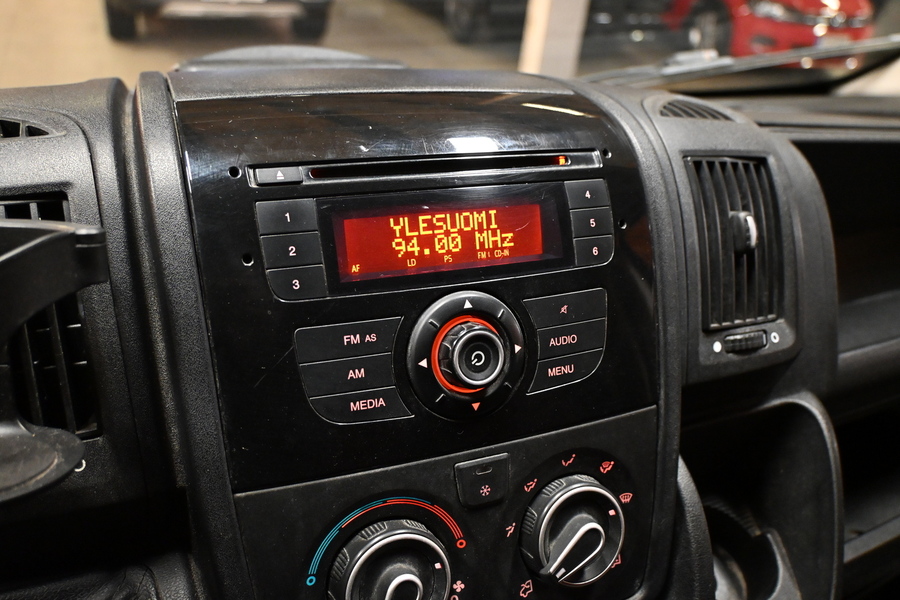 1
2
3
YLESUOMI
94.00 MHz
AF LD PS FM I CD-IN
4
5
6
FM AS
AM
MEDIA
AUDIO
MENU